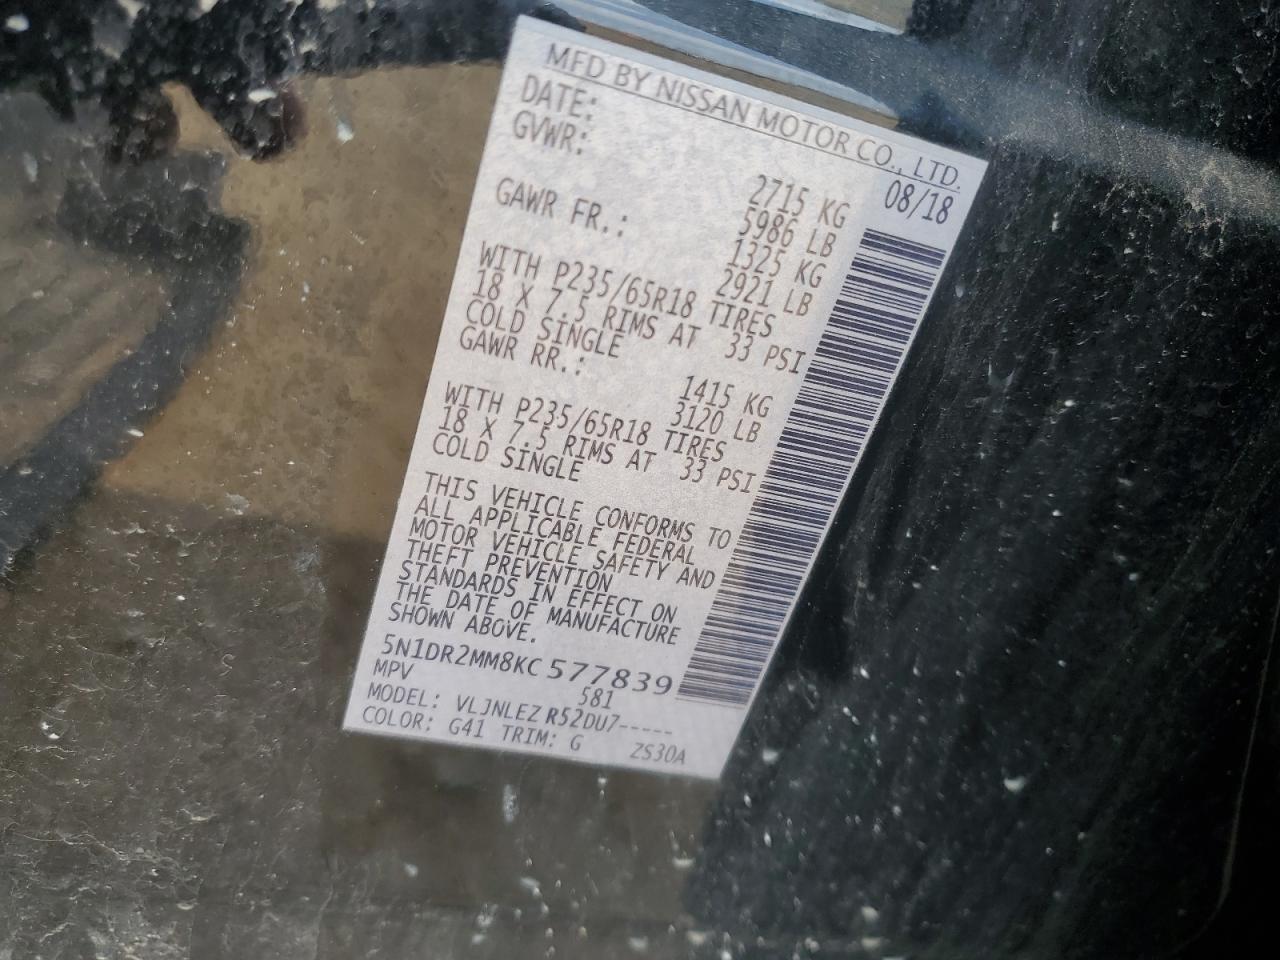 MFD BY NISSAN MOTOR CO., LTD.
DATE: 08/18
GVWR: 2715 KG
5986 LB
GAWR FR.: 1325 KG
2921 LB
WITH P235/65R18 TIRES
18 X 7.5 RIMS AT 33 PSI
COLD SINGLE
GAWR RR.: 1415 KG
3120 LB
WITH P235/65R18 TIRES
18 X 7.5 RIMS AT 33 PSI
COLD SINGLE
THIS VEHICLE CONFORMS TO
ALL APPLICABLE FEDERAL
MOTOR VEHICLE SAFETY AND
THEFT PREVENTION
STANDARDS IN EFFECT ON
THE DATE OF MANUFACTURE
SHOWN ABOVE.
5N1DR2MM8KC577839
MPV 581
MODEL: VLJNLEZ R52DU7-----
COLOR: G41 TRIM: G ZS30A